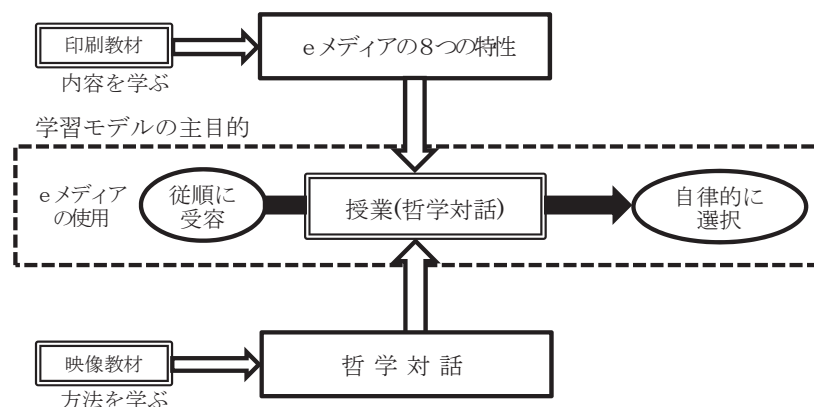 印刷教材
eメディアの8つの特性
内容を学ぶ
学習モデルの主目的
eメディア
の使用
従順に
受容
授業(哲学対話)
自律的に
選択
映像教材
哲学対話
方法を学ぶ